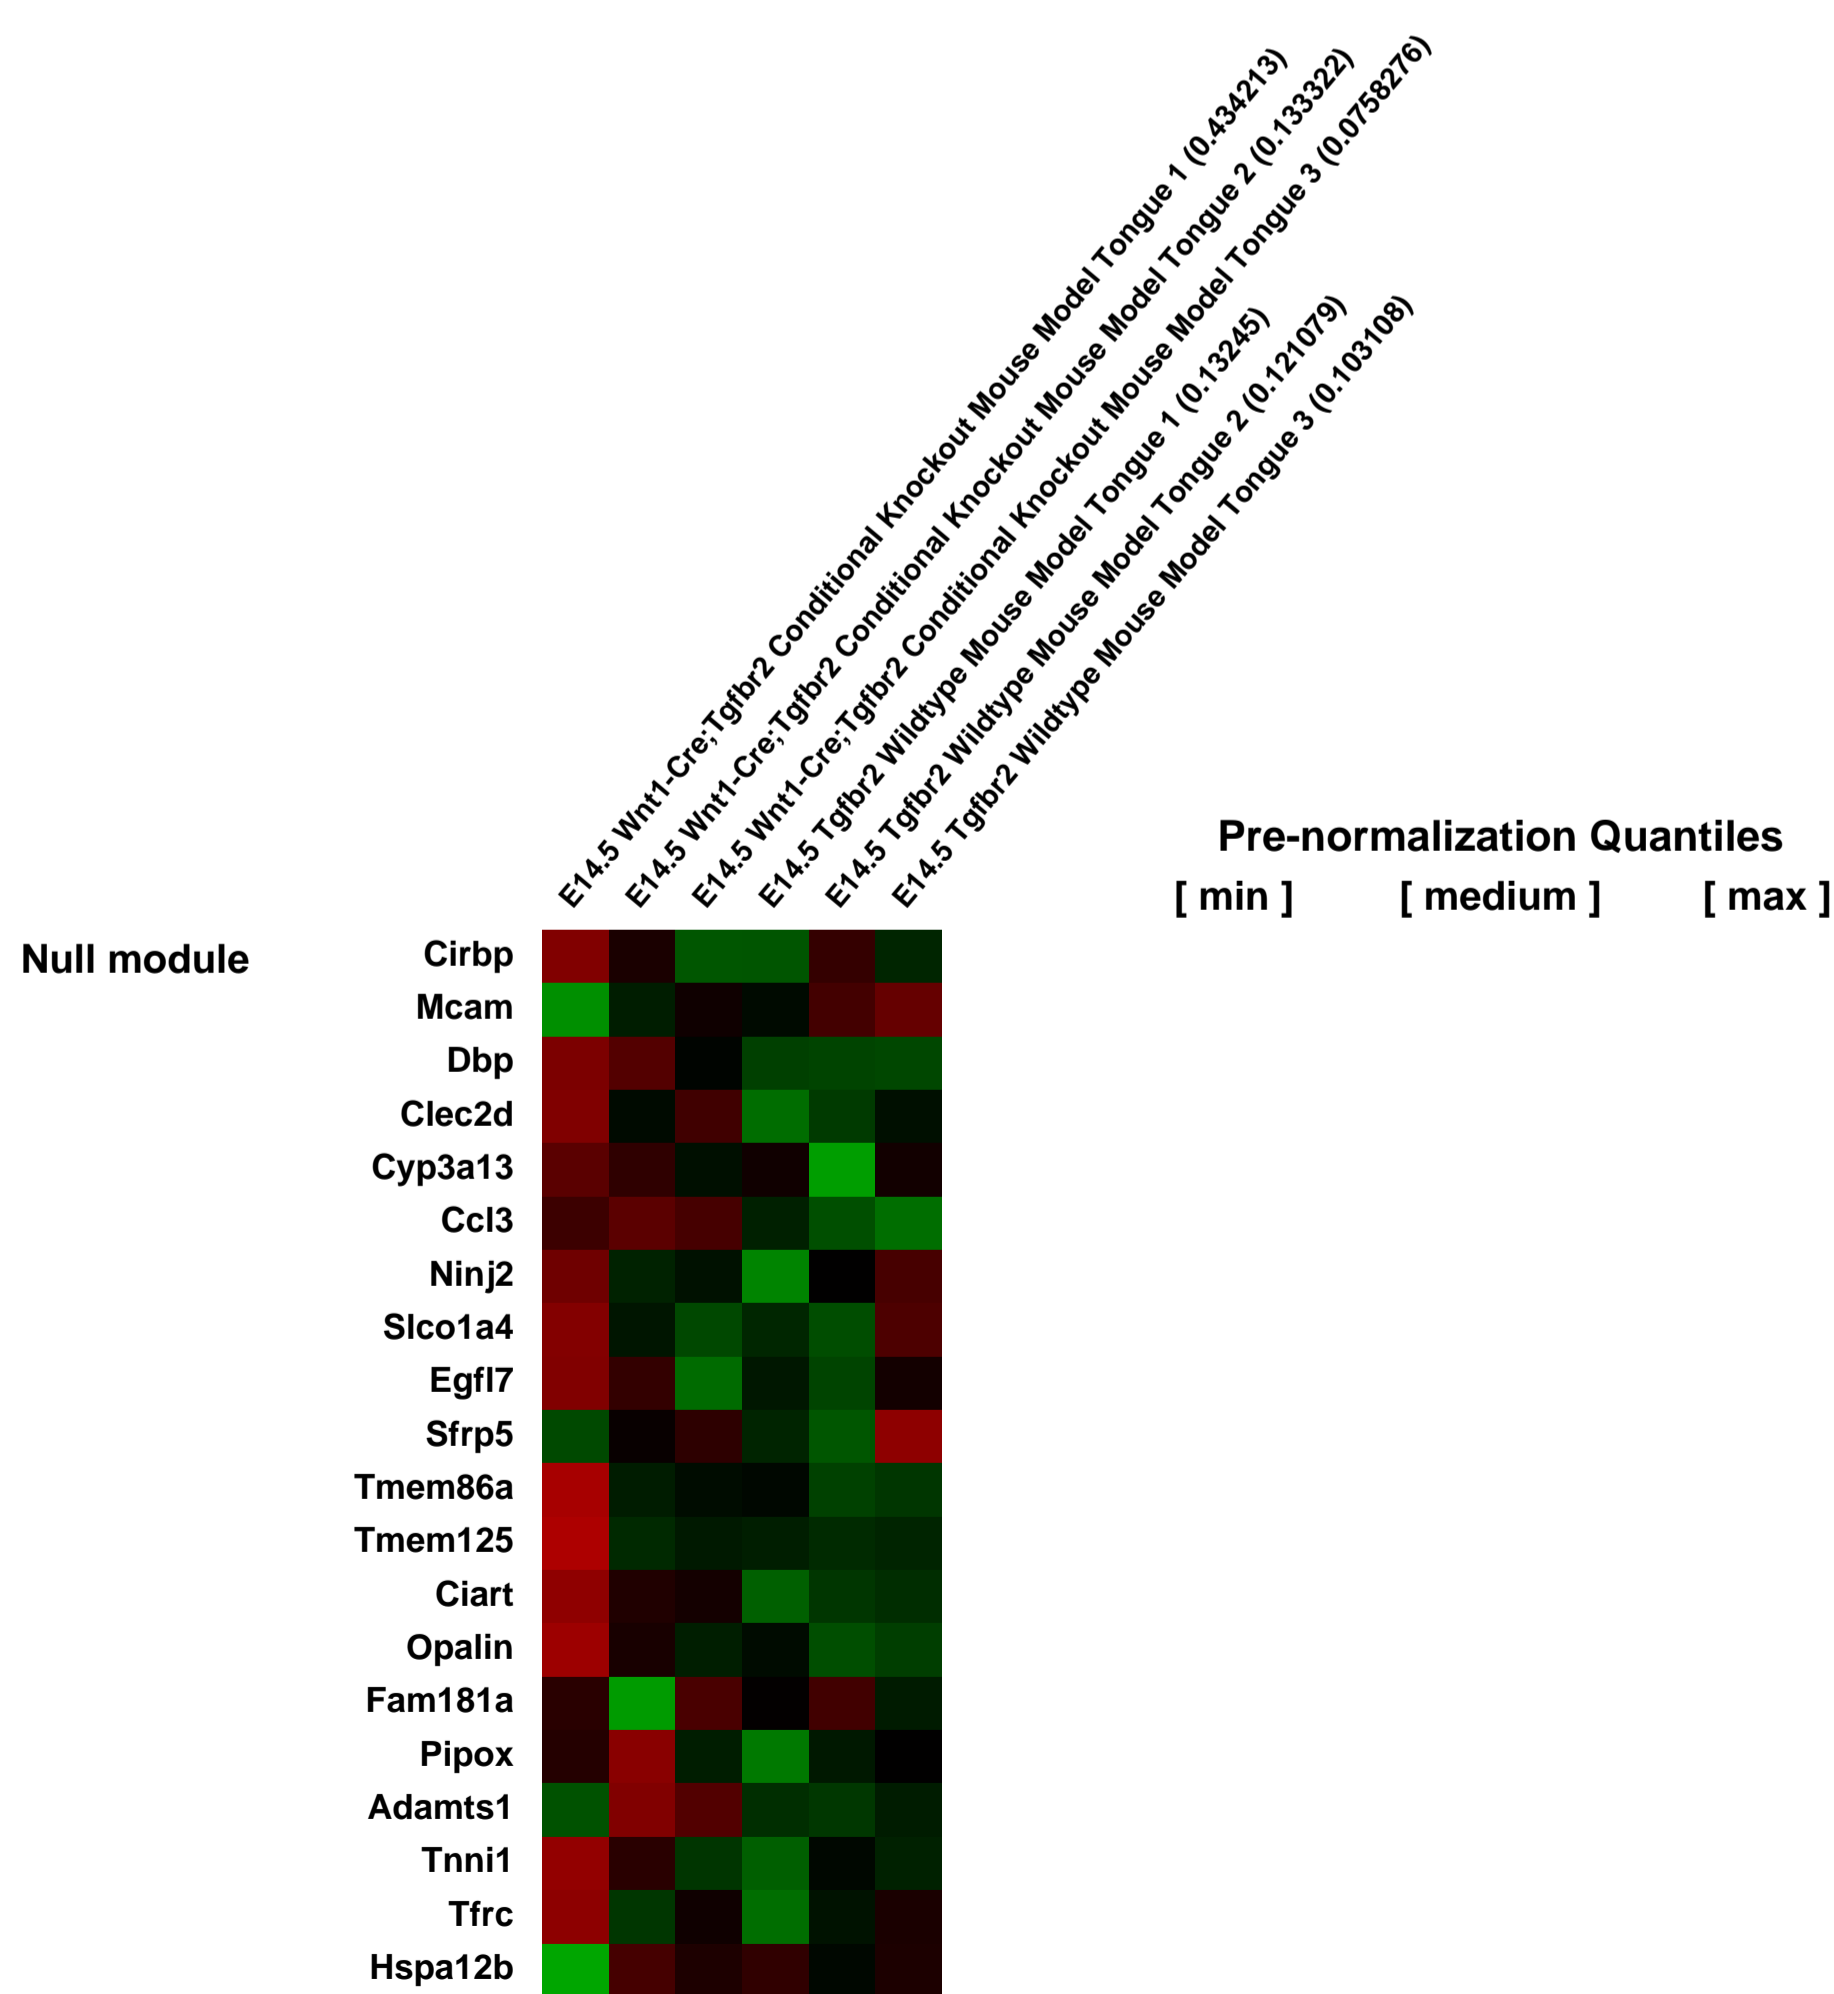 E14.5 Wnt1-Cre;Tgfbr2 Conditional Knockout Mouse Model Tongue 1 (0.434213)
E14.5 Wnt1-Cre;Tgfbr2 Conditional Knockout Mouse Model Tongue 2 (0.133322)
E14.5 Wnt1-Cre;Tgfbr2 Conditional Knockout Mouse Model Tongue 3 (0.0758276)
E14.5 Tgfbr2 Wildtype Mouse Model Tongue 1 (0.13245)
E14.5 Tgfbr2 Wildtype Mouse Model Tongue 2 (0.121079)
E14.5 Tgfbr2 Wildtype Mouse Model Tongue 3 (0.103108)
Pre-normalization Quantiles
[ min ] [ medium ] [ max ]
Null module
Cirbp
Mcam
Dbp
Clec2d
Cyp3a13
Ccl3
Ninj2
Slco1a4
Egfl7
Sfrp5
Tmem86a
Tmem125
Ciart
Opalin
Fam181a
Pipox
Adamts1
Tnni1
Tfrc
Hspa12b